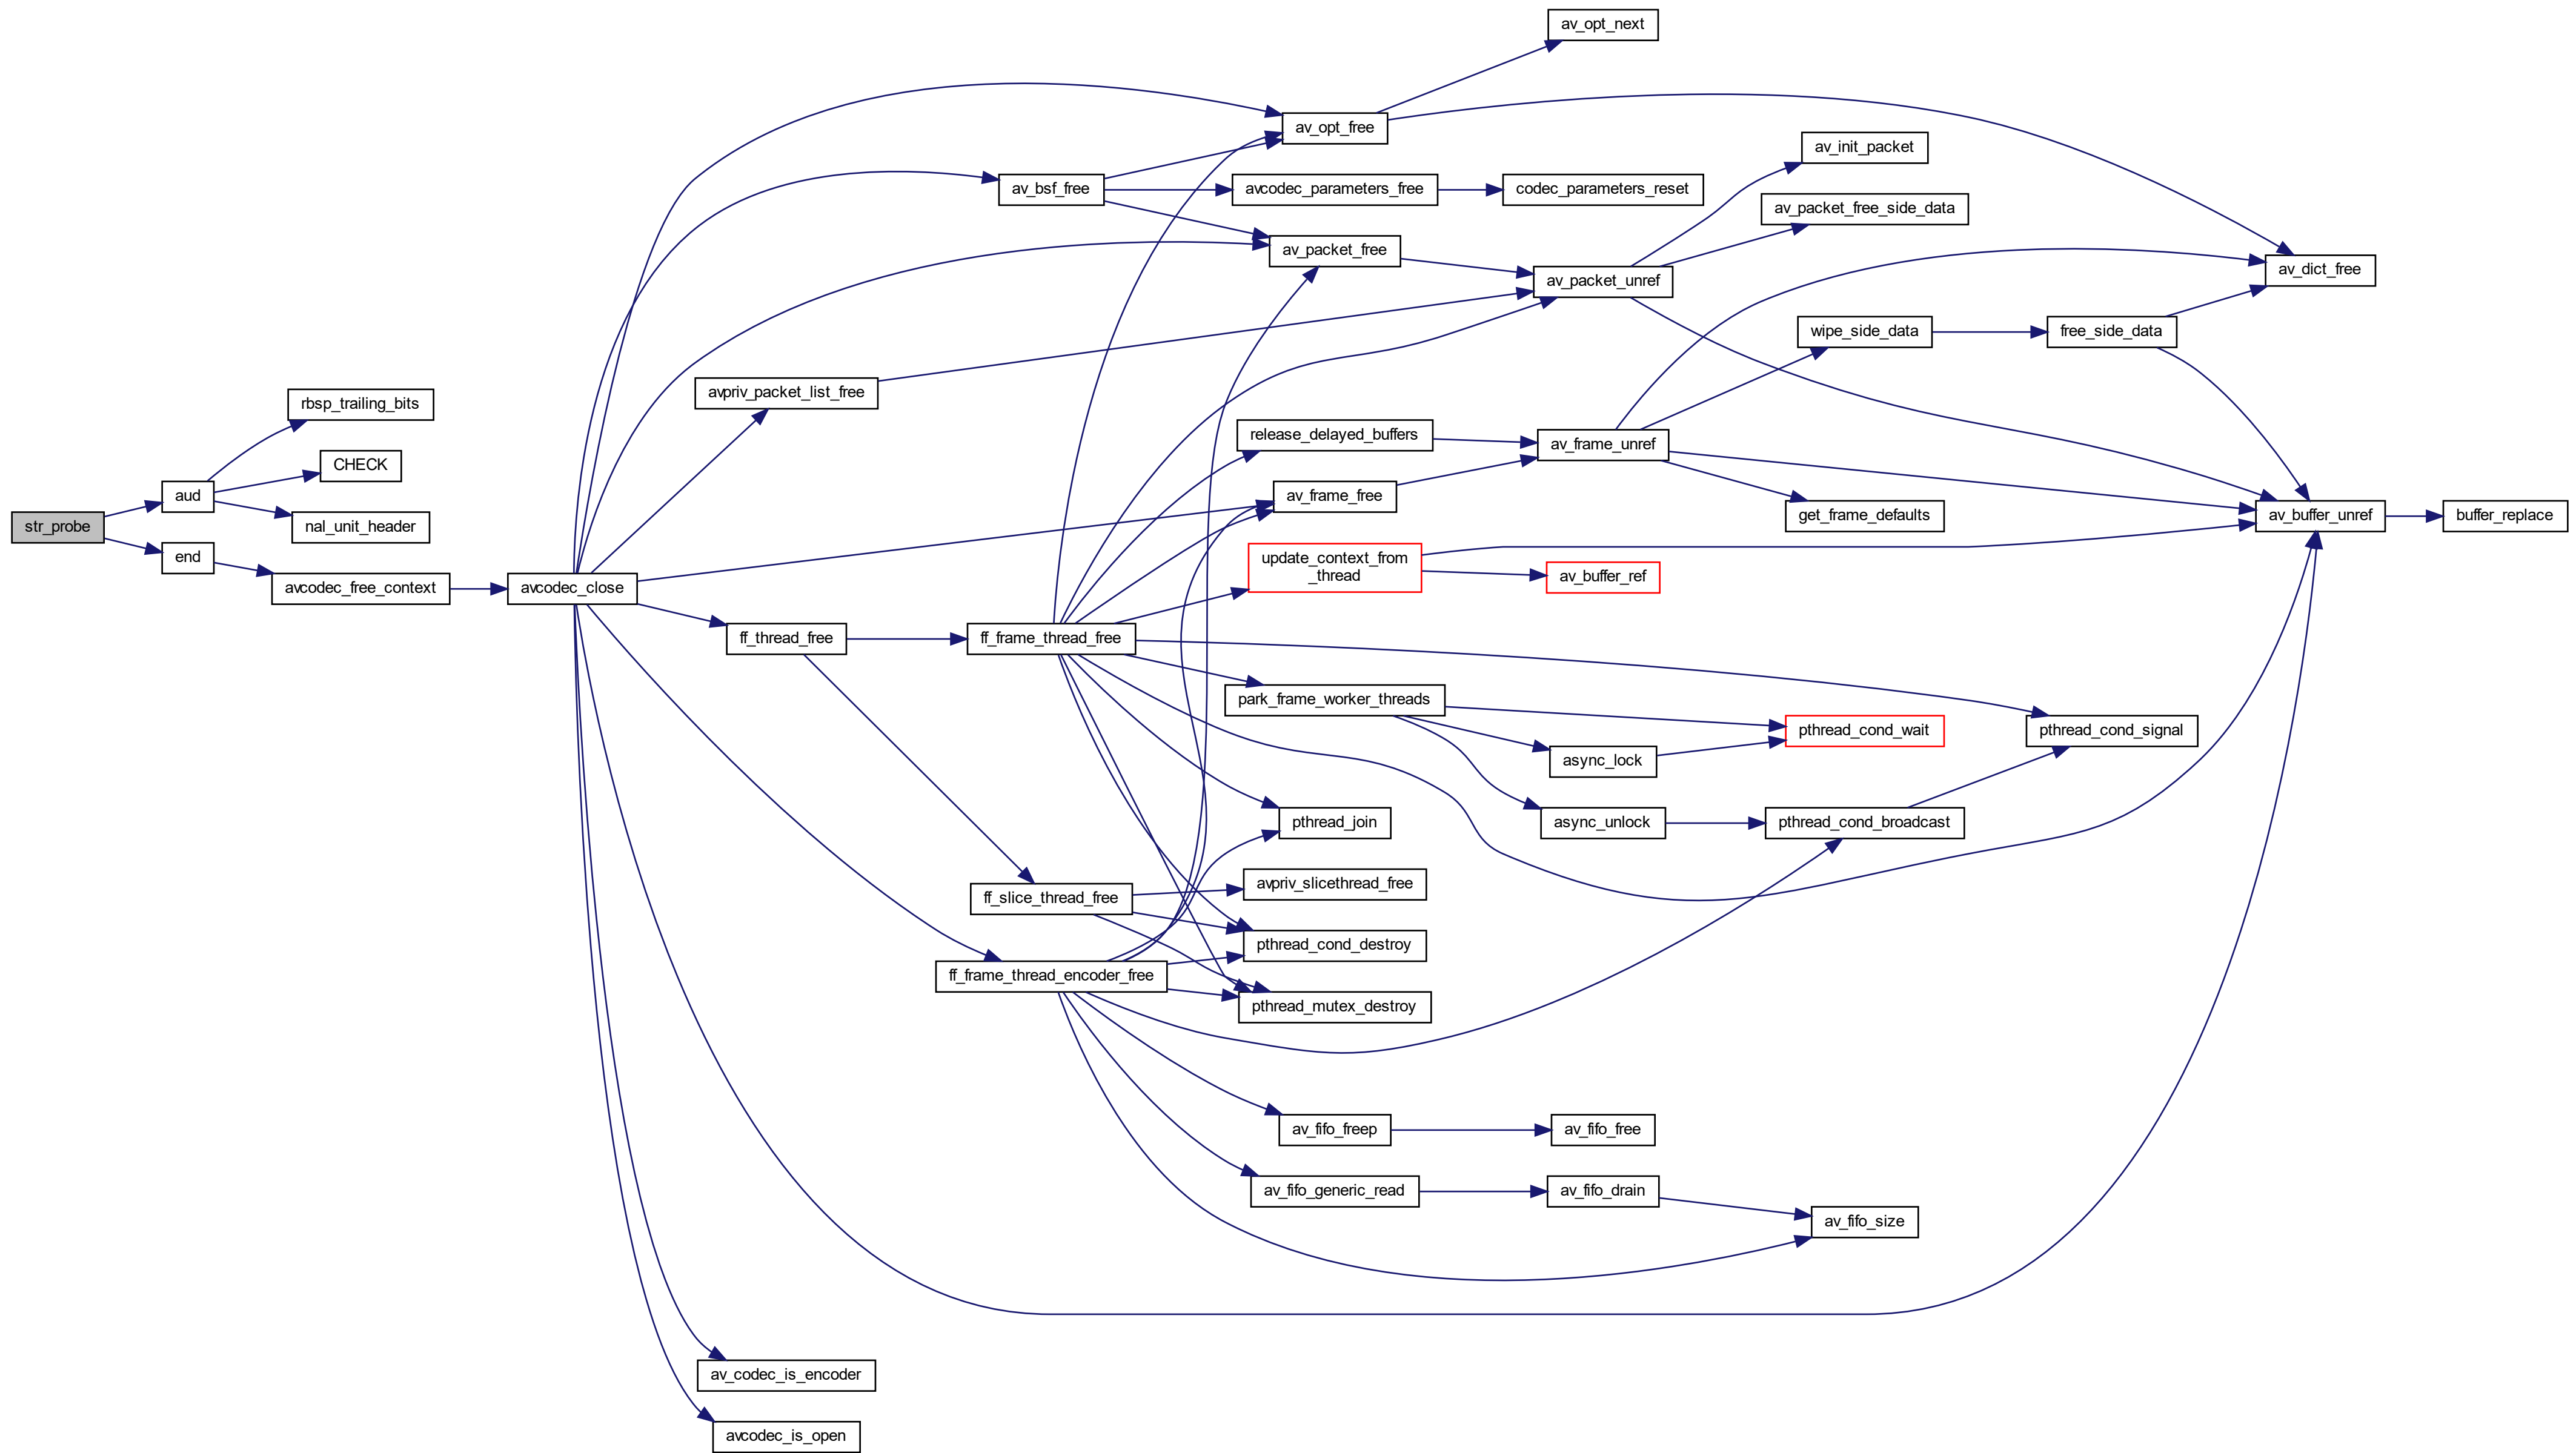 av_opt_next
av_opt_free
av_init_packet
av_bsf_free
avcodec_parameters_free
codec_parameters_reset
av_packet_free_side_data
av_packet_free
av_packet_unref
av_dict_free
wipe_side_data
free_side_data
avpriv_packet_list_free
rbsp_trailing_bits
release_delayed_buffers
av_frame_unref
CHECK
aud
av_frame_free
str_probe
nal_unit_header
get_frame_defaults
av_buffer_unref
buffer_replace
end
update_context_from
_thread
av_buffer_ref
avcodec_free_context
avcodec_close
ff_thread_free
ff_frame_thread_free
park_frame_worker_threads
pthread_cond_wait
pthread_cond_signal
async_lock
pthread_join
async_unlock
pthread_cond_broadcast
avpriv_slicethread_free
ff_slice_thread_free
pthread_cond_destroy
ff_frame_thread_encoder_free
pthread_mutex_destroy
av_fifo_freep
av_fifo_free
av_fifo_generic_read
av_fifo_drain
av_fifo_size
av_codec_is_encoder
avcodec_is_open